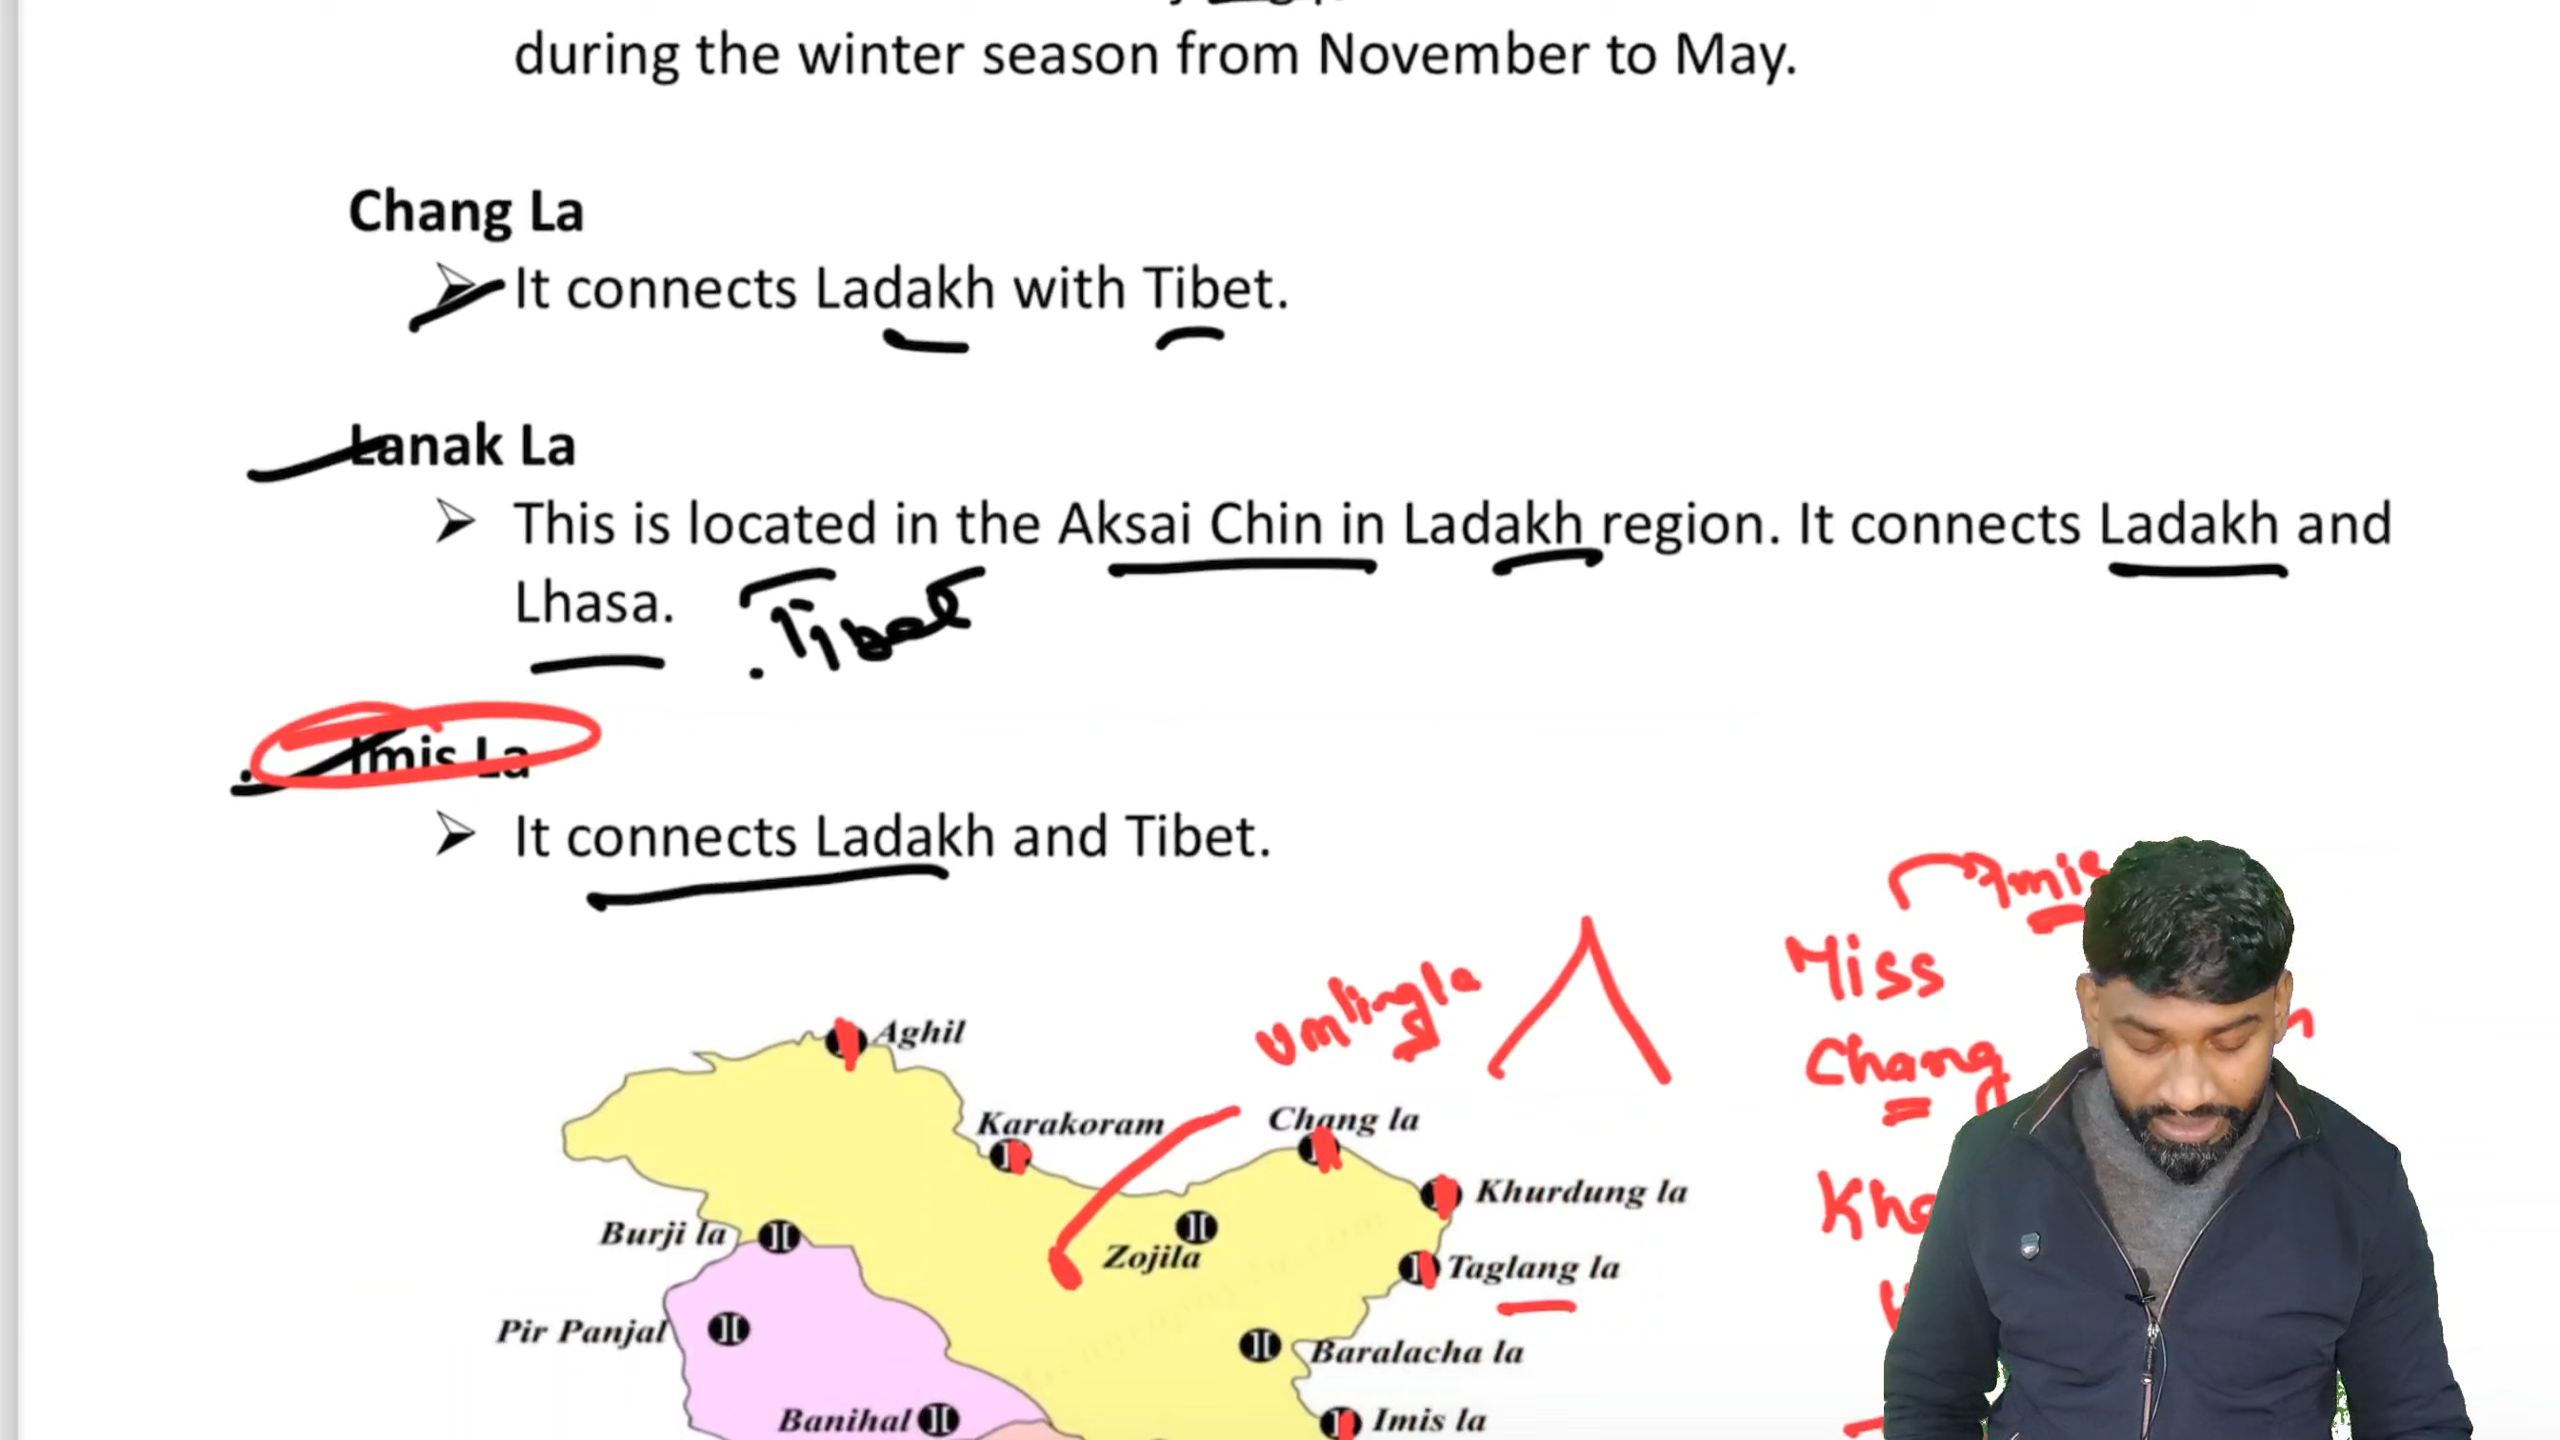 during the winter season from November to May.
Chang La
It connects Ladakh with Tibet.
Lanak La
This is located in the Aksai Chin in Ladakh region. It connects Ladakh and
Lhasa.
Tibet
Imis La
It connects Ladakh and Tibet.
Imis
Miss
Chang
Umlingla
Aghil
Karakoram
Chang la
Khurdung la
Burji la
Zojila
Taglang la
Pir Panjal
Baralacha la
Banihal
Imis la